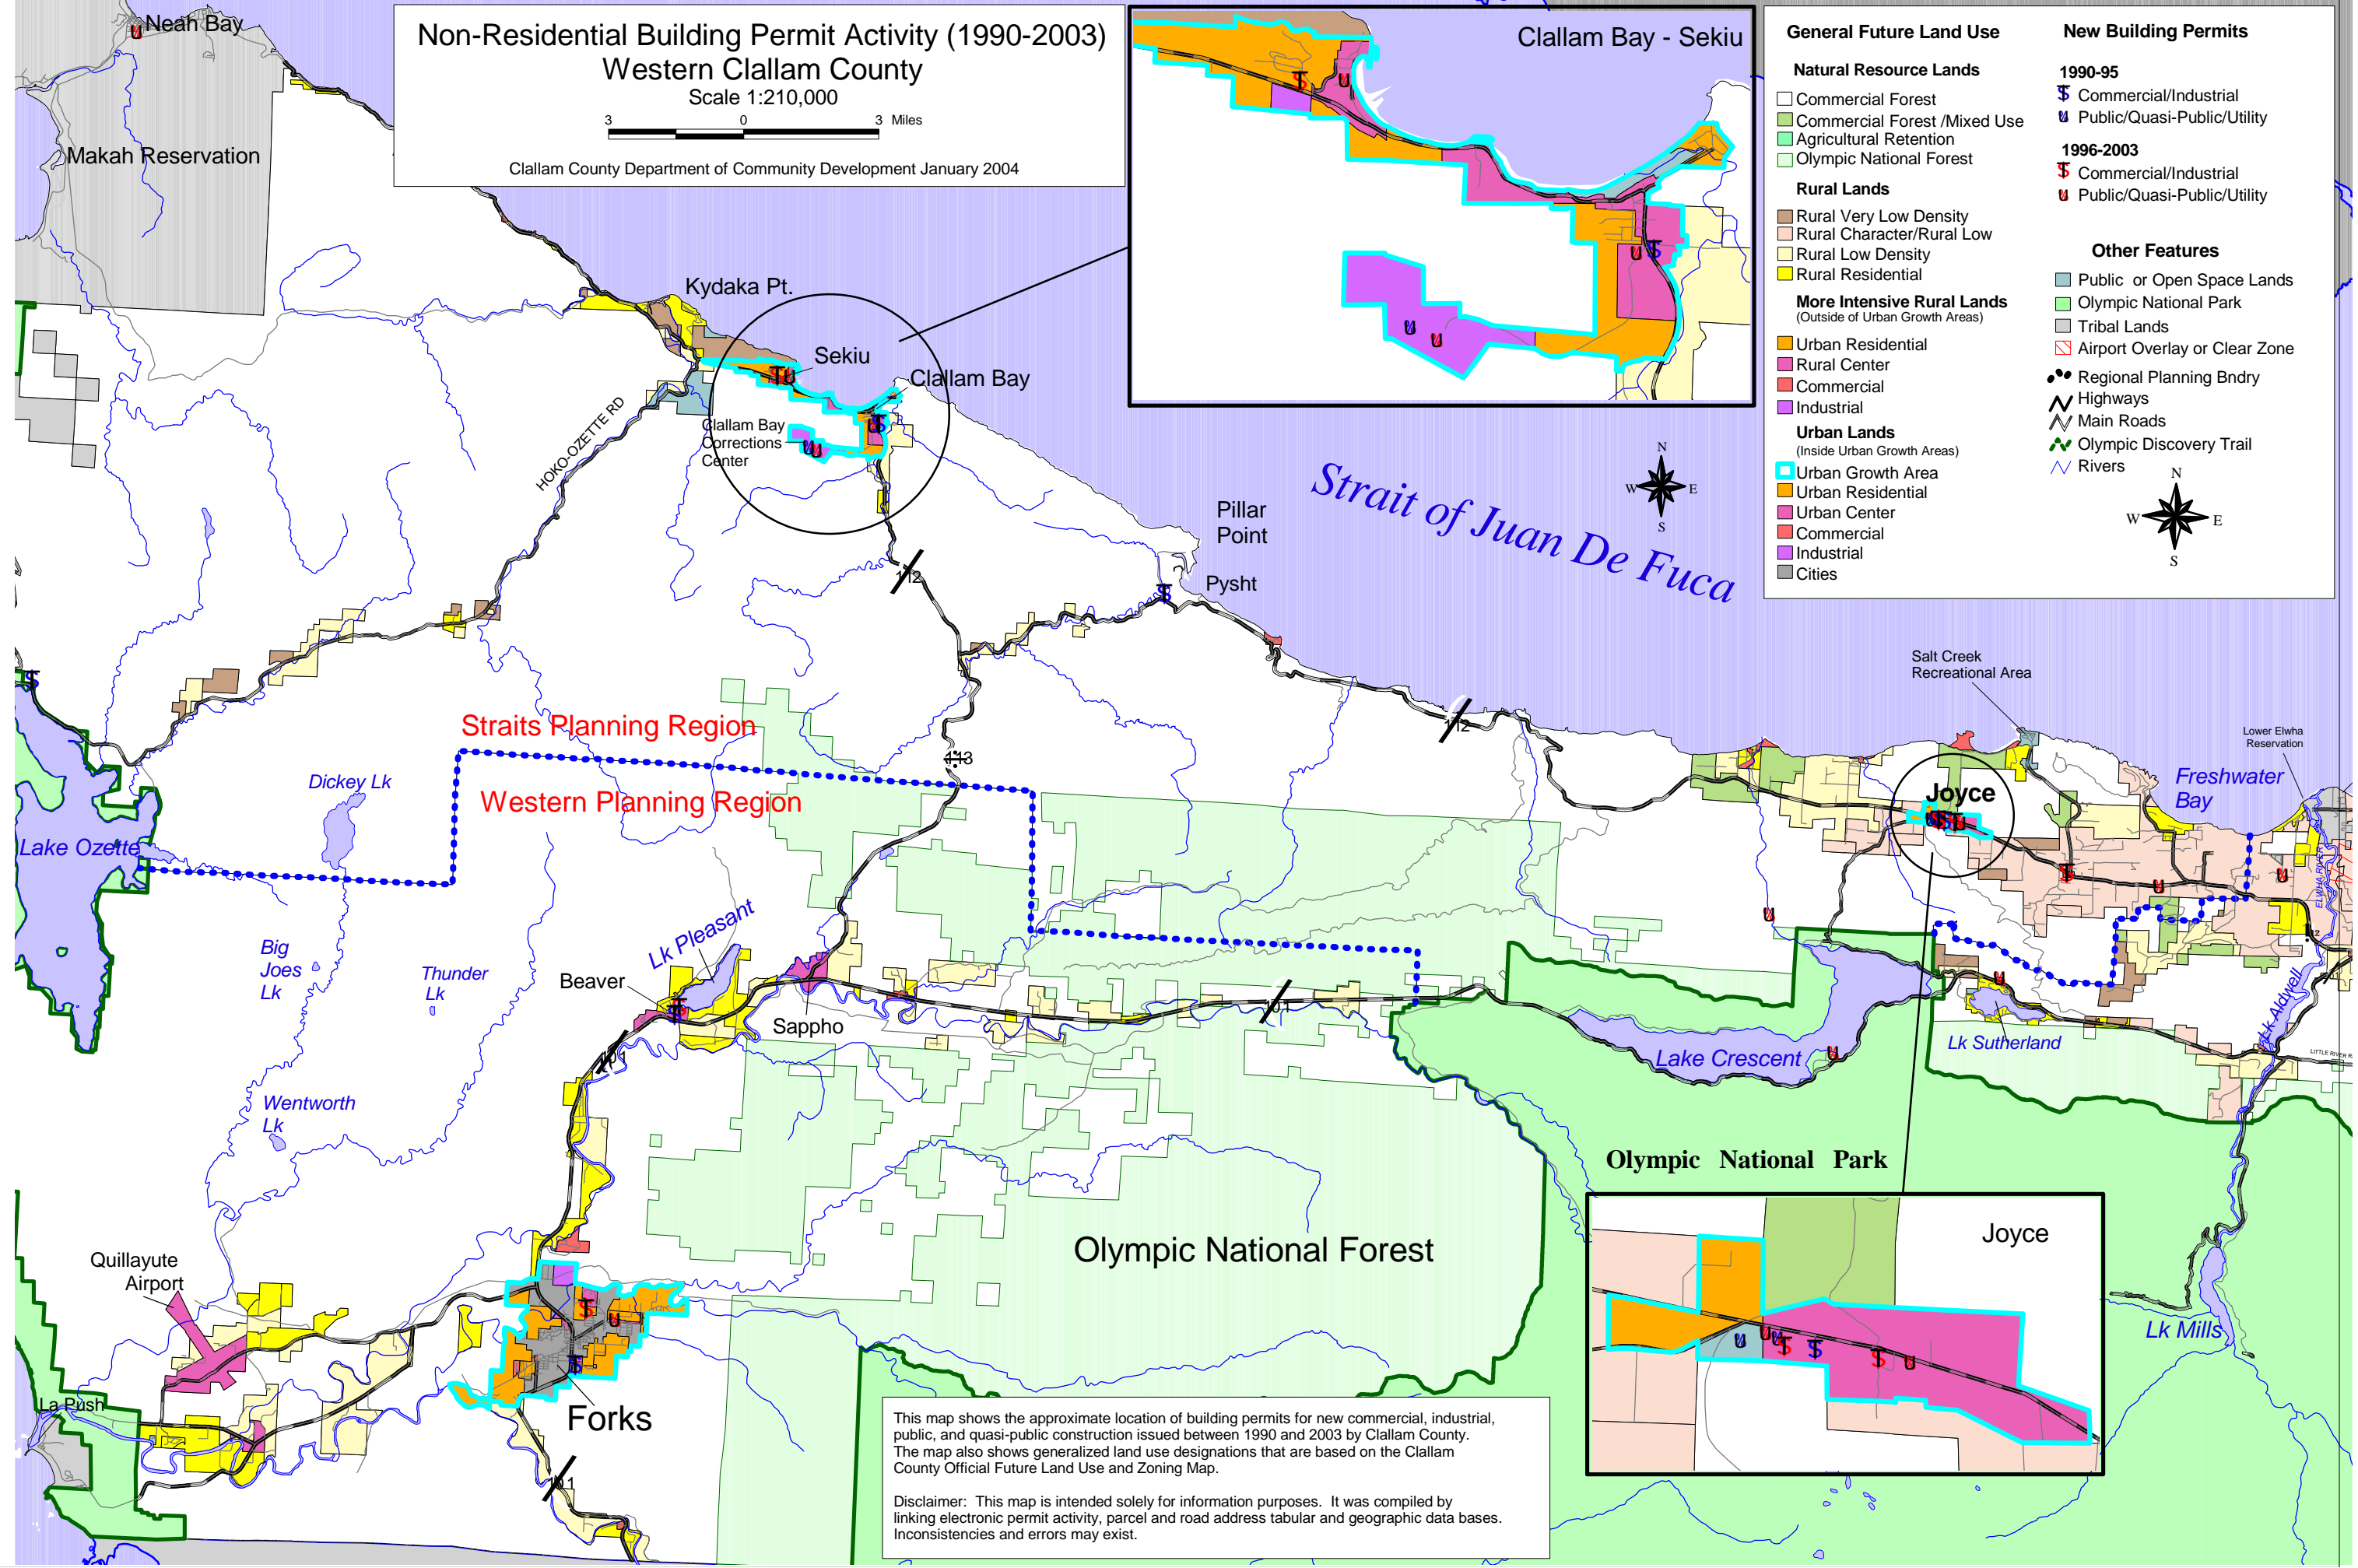 Non-Residential Building Permit Activity (1990-2003)
Western Clallam County
Scale 1:210,000
3 0 3 Miles
Clallam County Department of Community Development January 2004
Clallam Bay - Sekiu
General Future Land Use
Natural Resource Lands
Commercial Forest
Commercial Forest /Mixed Use
Agricultural Retention
Olympic National Forest
Rural Lands
Rural Very Low Density
Rural Character/Rural Low
Rural Low Density
Rural Residential
More Intensive Rural Lands
(Outside of Urban Growth Areas)
Urban Residential
Rural Center
Commercial
Industrial
Urban Lands
(Inside Urban Growth Areas)
Urban Growth Area
Urban Residential
Urban Center
Commercial
Industrial
Cities
New Building Permits
1990-95
Commercial/Industrial
Public/Quasi-Public/Utility
1996-2003
Commercial/Industrial
Public/Quasi-Public/Utility
Other Features
Public or Open Space Lands
Olympic National Park
Tribal Lands
Airport Overlay or Clear Zone
Regional Planning Bndry
Highways
Main Roads
Olympic Discovery Trail
Rivers
N
W E
S
N
W E
S
Neah Bay
Makah Reservation
Kydaka Pt.
Sekiu
Clallam Bay
Clallam Bay
Corrections
Center
HOKO-OZETTE RD
Pillar
Point
Pysht
Strait of Juan De Fuca
112
112
113
Salt Creek
Recreational Area
Lower Elwha
Reservation
Freshwater
Bay
Joyce
ELWHA RIVER
112
Straits Planning Region
Western Planning Region
Dickey Lk
Lake Ozette
Big
Joes
Lk
Thunder
Lk
Wentworth
Lk
Lk Pleasant
Beaver
Sappho
101
101
Lake Crescent
Lk Sutherland
Lk Aldwell
LITTLE RIVER R
Olympic National Park
Olympic National Forest
Joyce
Lk Mills
Quillayute
Airport
La Push
Forks
101
This map shows the approximate location of building permits for new commercial, industrial,
public, and quasi-public construction issued between 1990 and 2003 by Clallam County.
The map also shows generalized land use designations that are based on the Clallam
County Official Future Land Use and Zoning Map.
Disclaimer: This map is intended solely for information purposes. It was compiled by
linking electronic permit activity, parcel and road address tabular and geographic data bases.
Inconsistencies and errors may exist.